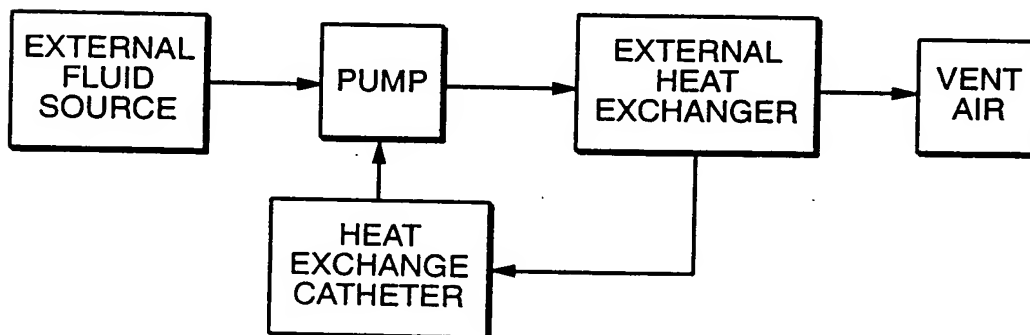 EXTERNAL
FLUID
SOURCE
PUMP
EXTERNAL
HEAT
EXCHANGER
VENT
AIR
HEAT
EXCHANGE
CATHETER